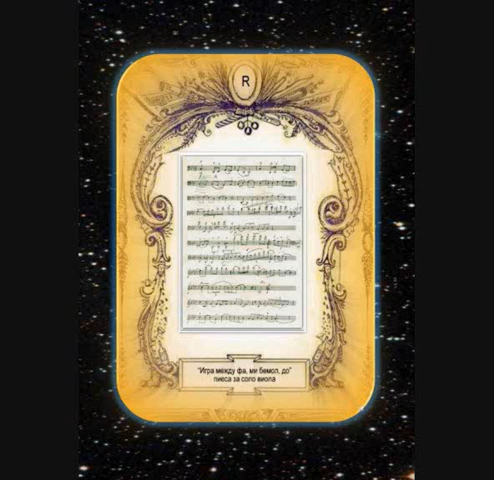 R
"Игра между фа, ми бемол, до"
пиеса за соло виола